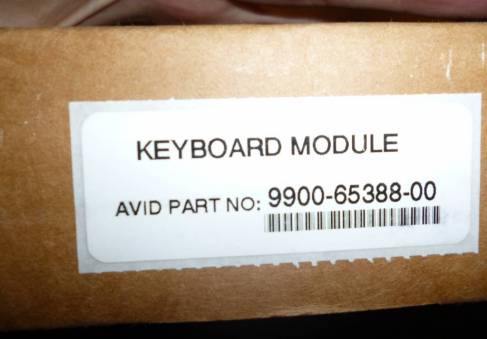 KEYBOARD MODULE
AVID PART NO: 9900-65388-00